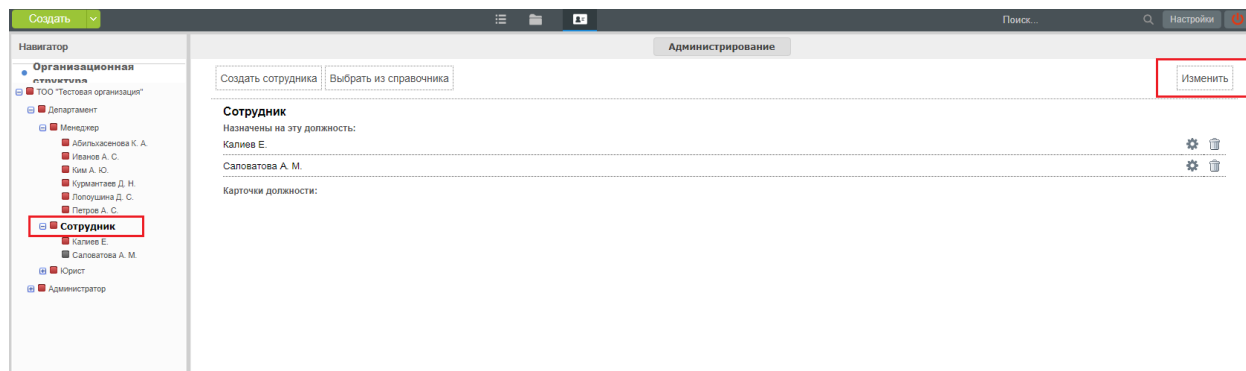 Создать
Поиск...
Настройки
Навигатор
Администрирование
Организационная
структура
ТОО "Тестовая организация"
Департамент
Менеджер
Абильхасенова К. А.
Иванов А. С.
Ким А. Ю.
Курмантаев Д. Н.
Лопоушина Д. С.
Петров А. С.
Сотрудник
Калиев Е.
Саповатова А. М.
Юрист
Администратор
Создать сотрудника
Выбрать из справочника
Изменить
Сотрудник
Назначены на эту должность:
Калиев Е.
Саповатова А. М.
Карточки должности: